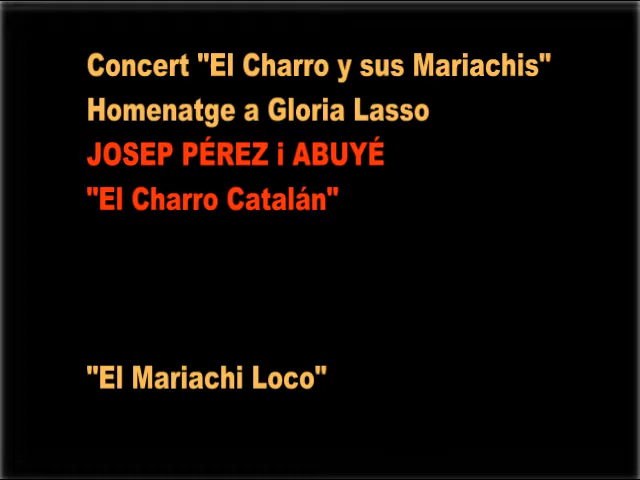 Concert "El Charro y sus Mariachis"
Homenatge a Gloria Lasso
JOSEP PÉREZ i ABUYÉ
"El Charro Catalán"
"El Mariachi Loco"